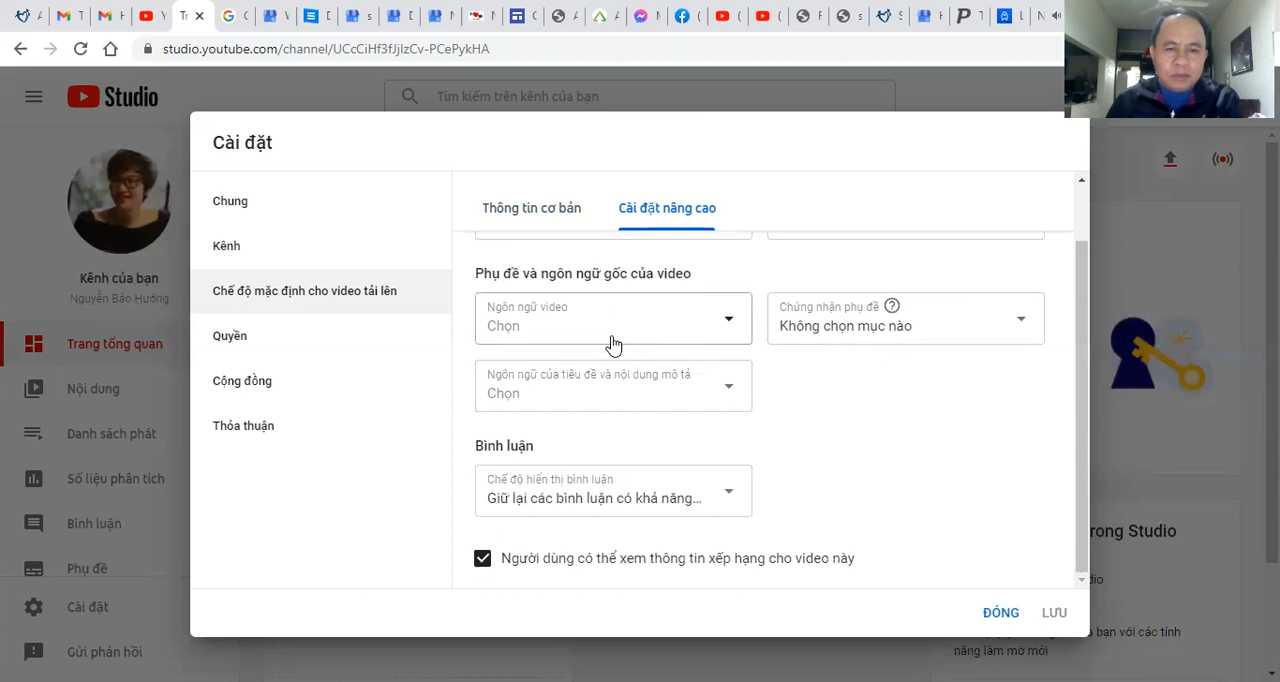 studio.youtube.com/channel/UCcCiHf3fJjIzCv-PCePykHA
Studio
Tìm kiếm trên kênh của bạn
Kênh của bạn
Nguyễn Bảo Hướng
Trang tổng quan
Nội dung
Danh sách phát
Số liệu phân tích
Bình luận
Phụ đề
Cài đặt
Gửi phản hồi
Cài đặt
Chung
Kênh
Chế độ mặc định cho video tải lên
Quyền
Cộng đồng
Thỏa thuận
Thông tin cơ bản
Cài đặt nâng cao
Phụ đề và ngôn ngữ gốc của video
Ngôn ngữ video
Chọn
Chứng nhận phụ đề
Không chọn mục nào
Ngôn ngữ của tiêu đề và nội dung mô tả
Chọn
Bình luận
Chế độ hiển thị bình luận
Giữ lại các bình luận có khả năng...
Người dùng có thể xem thông tin xếp hạng cho video này
ĐÓNG
LƯU
rong Studio
dio
a bạn với các tính
năng làm mờ mới